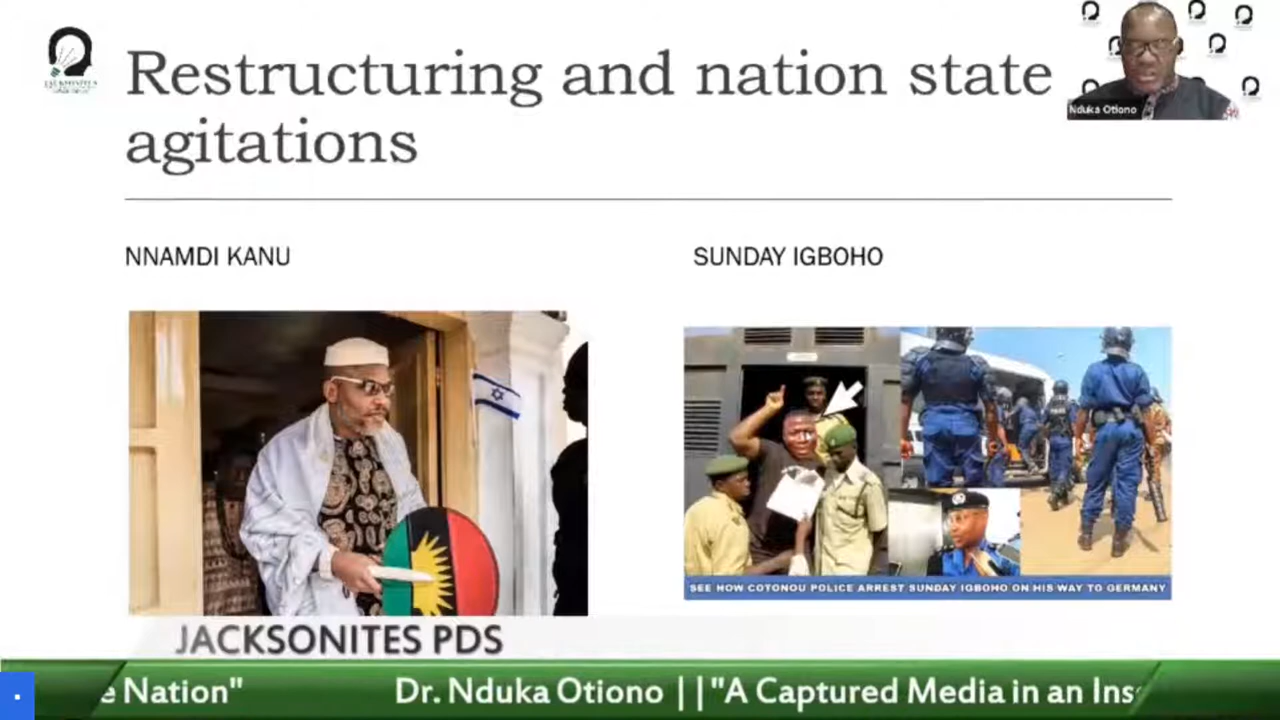 Restructuring and nation state
agitations
Nduka Otiono
NNAMDI KANU
SUNDAY IGBOHO
SEE HOW COTONOU POLICE ARREST SUNDAY IGBOHO ON HIS WAY TO GERMANY
JACKSONITES PDS
e Nation" Dr. Nduka Otiono || "A Captured Media in an Ins